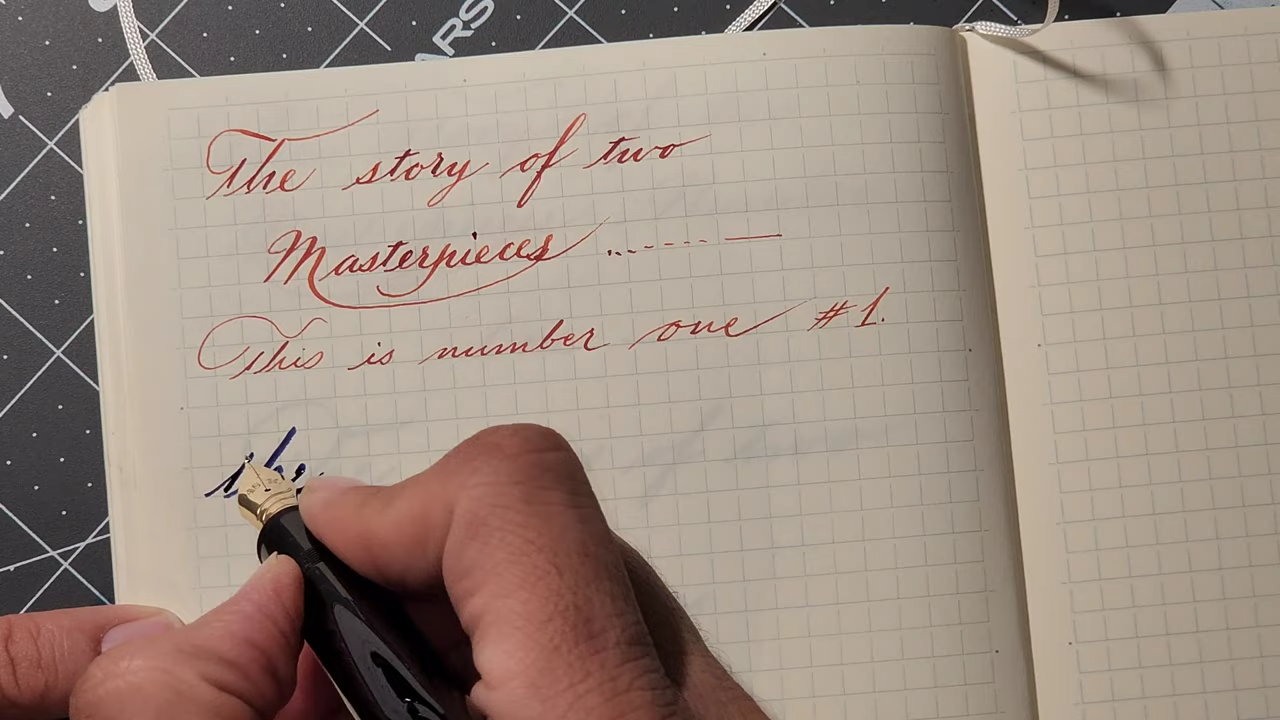 The story of two
Masterpieces ...---- —
This is number one #1.